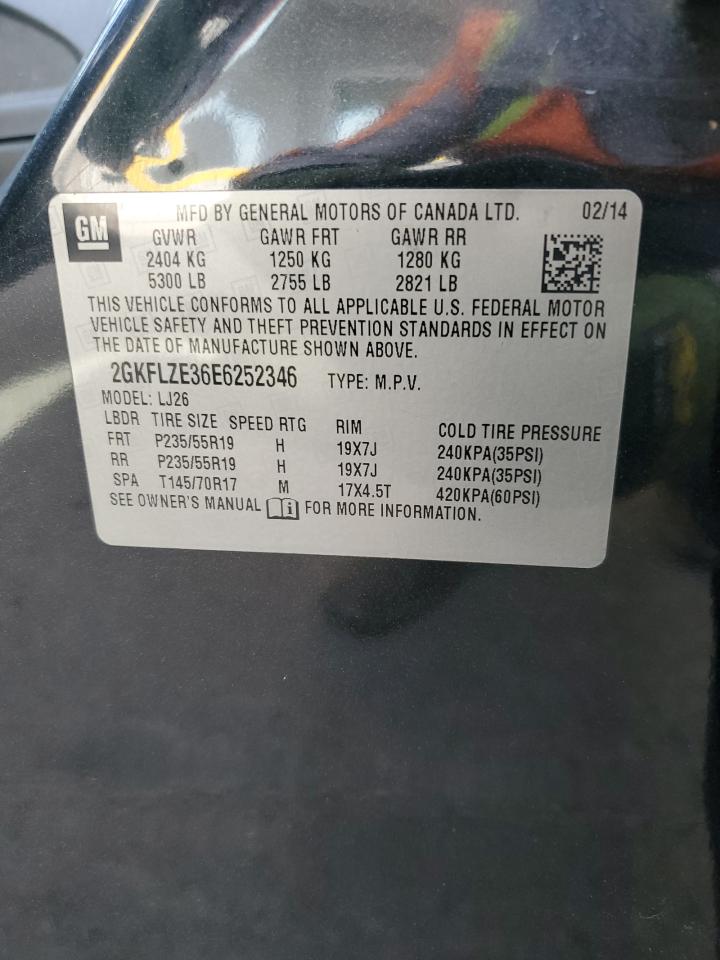 GM MFD BY GENERAL MOTORS OF CANADA LTD. 02/14
GVWR GAWR FRT GAWR RR
2404 KG 1250 KG 1280 KG
5300 LB 2755 LB 2821 LB
THIS VEHICLE CONFORMS TO ALL APPLICABLE U.S. FEDERAL MOTOR
VEHICLE SAFETY AND THEFT PREVENTION STANDARDS IN EFFECT ON
THE DATE OF MANUFACTURE SHOWN ABOVE.
2GKFLZE36E6252346 TYPE: M.P.V.
MODEL: LJ26
LBDR TIRE SIZE SPEED RTG RIM COLD TIRE PRESSURE
FRT P235/55R19 H 19X7J 240KPA(35PSI)
RR P235/55R19 H 19X7J 240KPA(35PSI)
SPA T145/70R17 M 17X4.5T 420KPA(60PSI)
SEE OWNER'S MANUAL FOR MORE INFORMATION.